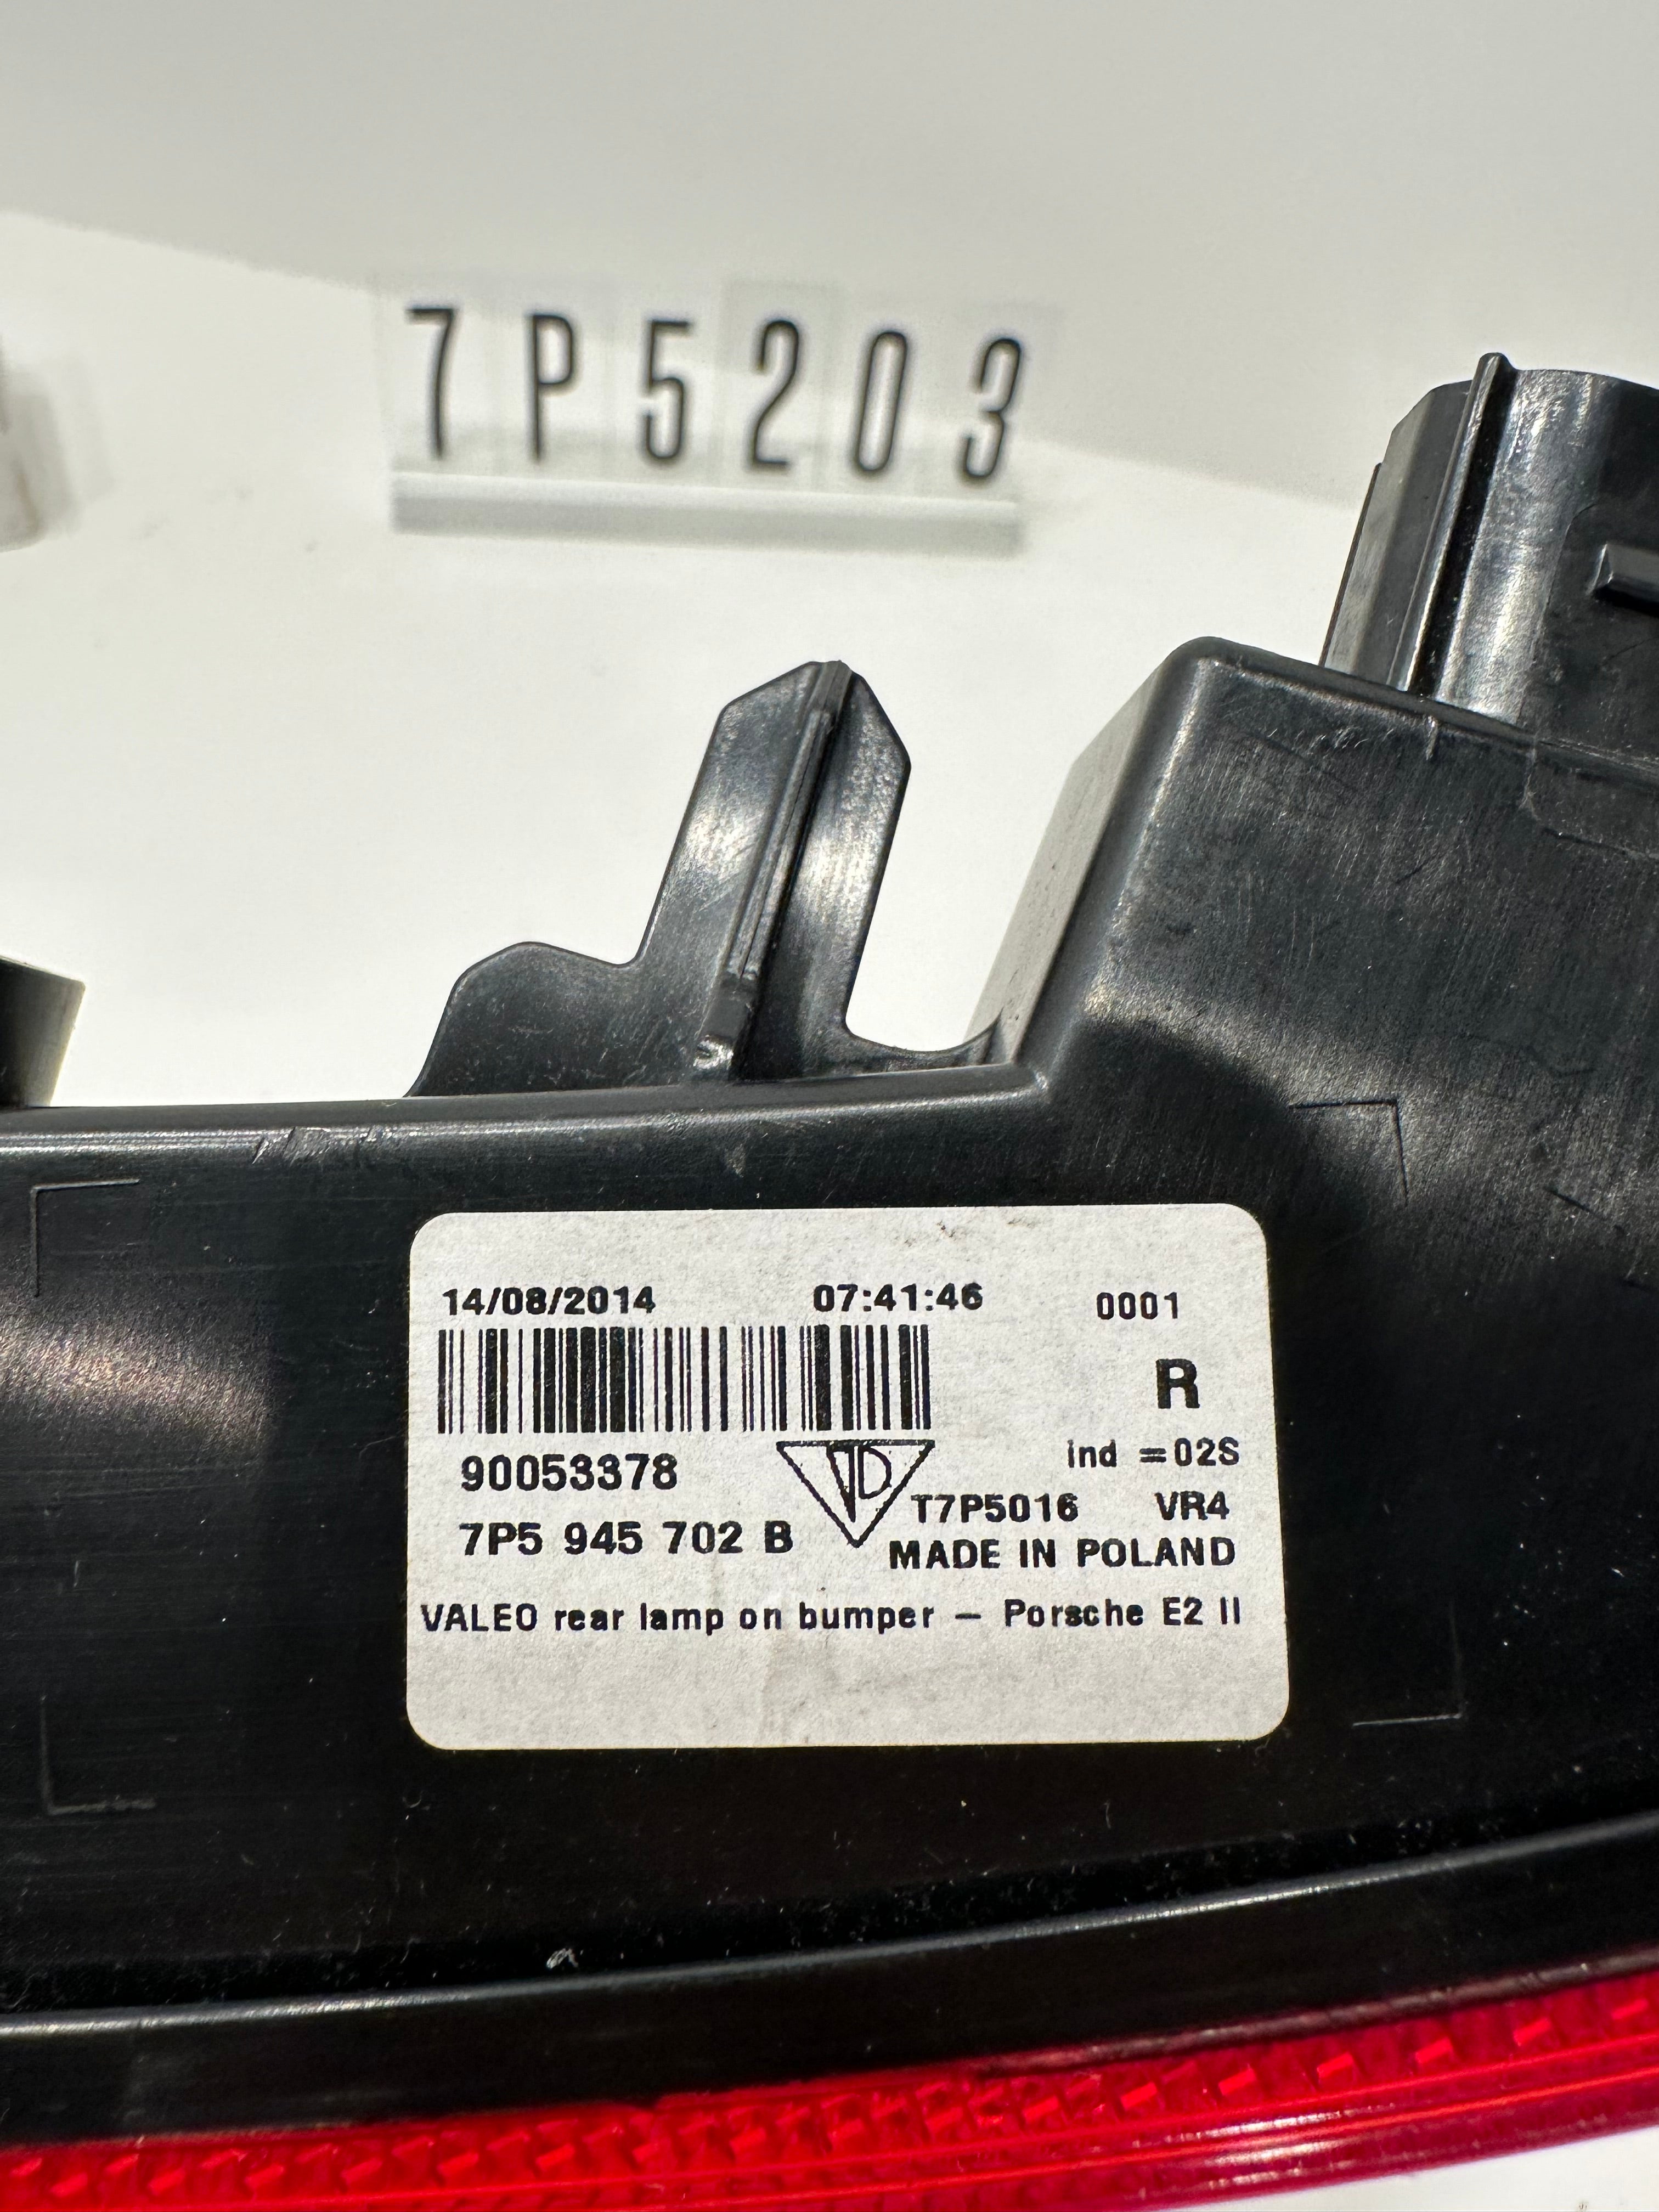 7P5203
14/08/2014 07:41:46 0001
R
90053378
ind =02S
T7P5016 VR4
7P5 945 702 B
MADE IN POLAND
VALEO rear lamp on bumper – Porsche E2 II